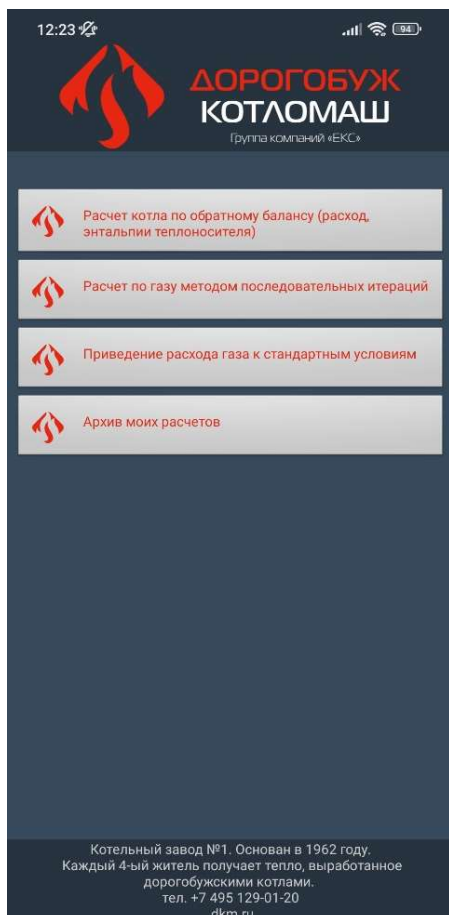 12:23
94
ДОРОГОБУЖ
КОТЛОМАШ
Группа компаний «ЕКС»
Расчет котла по обратному балансу (расход,
энтальпии теплоносителя)
Расчет по газу методом последовательных итераций
Приведение расхода газа к стандартным условиям
Архив моих расчетов
Котельный завод №1. Основан в 1962 году.
Каждый 4-ый житель получает тепло, выработанное
дорогобужскими котлами.
тел. +7 495 129-01-20
dkm.ru